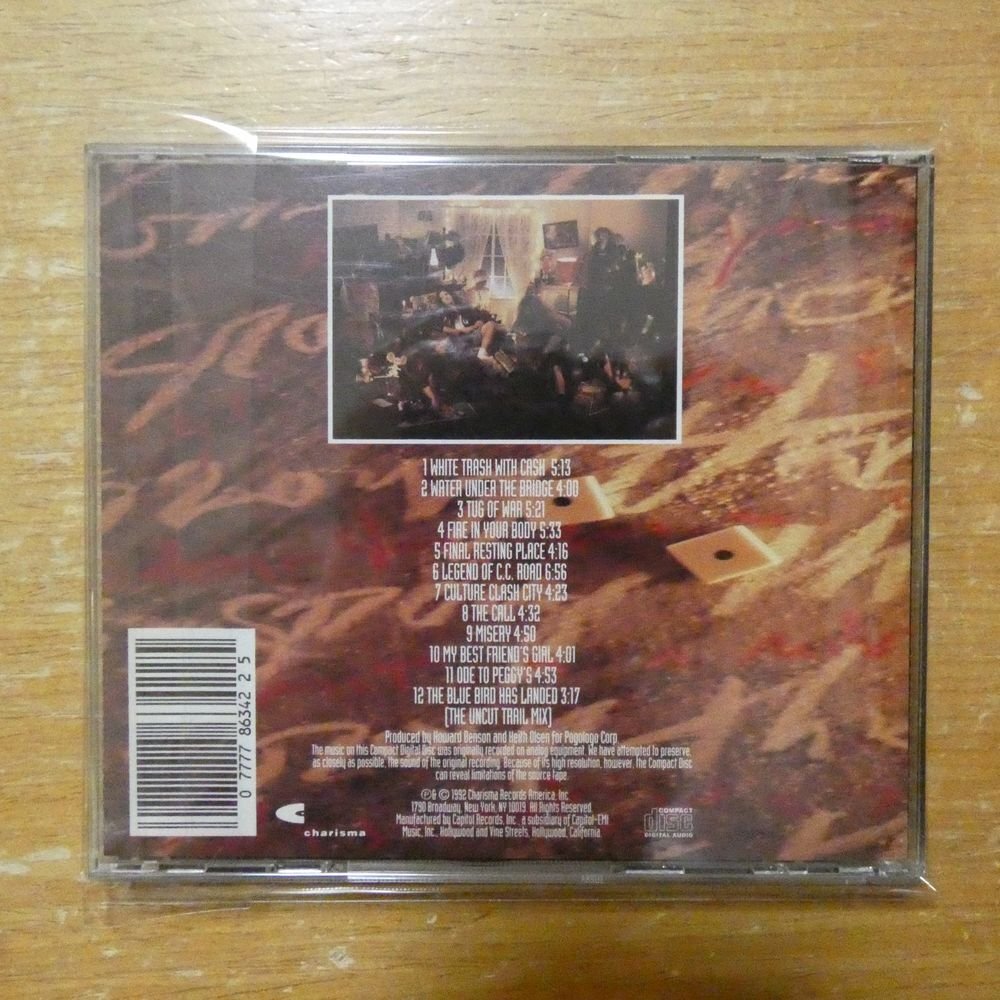 1 WHITE TRASH WITH CASH 5:13
2 WATER UNDER THE BRIDGE 4:00
3 TUG OF WAR 5:21
4 FIRE IN YOUR BODY 5:33
5 FINAL RESTING PLACE 4:16
6 LEGEND OF C.C. ROAD 6:56
7 CULTURE CLASH CITY 4:23
8 THE CALL 4:32
9 MISERY 4:50
10 MY BEST FRIEND'S GIRL 4:01
11 ODE TO PEGGY'S 4:53
12 THE BLUE BIRD HAS LANDED 3:17
(THE UNCUT TRAIL MIX)
Produced by Howard Benson and Keith Olsen for Pogologo Corp.
The music on this Compact Digital Disc was originally recorded on analog equipment. We have attempted to preserve,
as closely as possible, the sound of the original recording. Because of its high resolution, however, the Compact Disc
can reveal limitations of the source tape.
℗& © 1992 Charisma Records America, Inc.
1790 Broadway, New York, NY 10019. All Rights Reserved.
Manufactured by Capitol Records, Inc., a subsidiary of Capitol-EMI
Music, Inc., Hollywood and Vine Streets, Hollywood, California.
0 7777 86342 2 5
charisma
COMPACT
disc
DIGITAL AUDIO